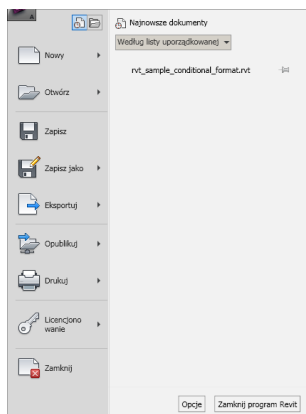 Najnowsze dokumenty
Według listy uporządkowanej
rvt_sample_conditional_format.rvt
Nowy
Otwórz
Zapisz
Zapisz jako
Eksportuj
Opublikuj
Drukuj
Licencjono
wanie
Zamknij
Opcje
Zamknij program Revit